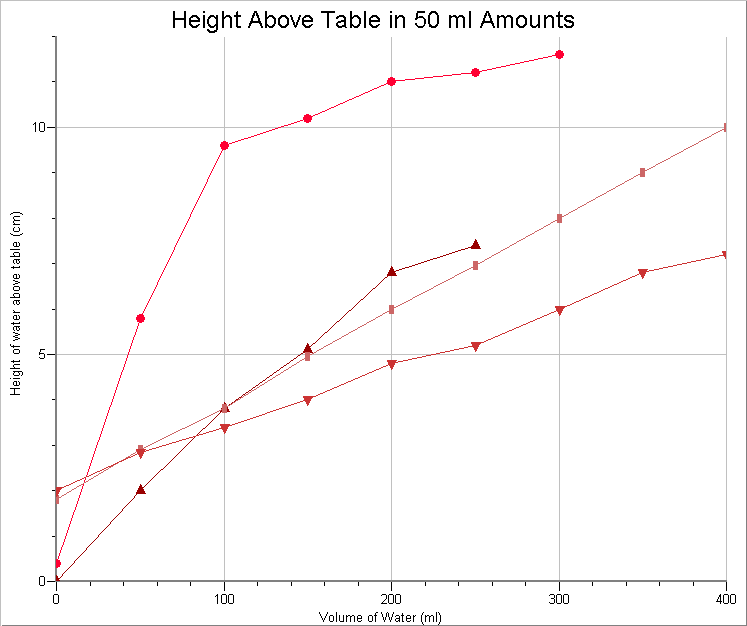 Height Above Table in 50 ml Amounts
Height of water above table (cm)
10
5
0
0 100 200 300 400
Volume of Water (ml)